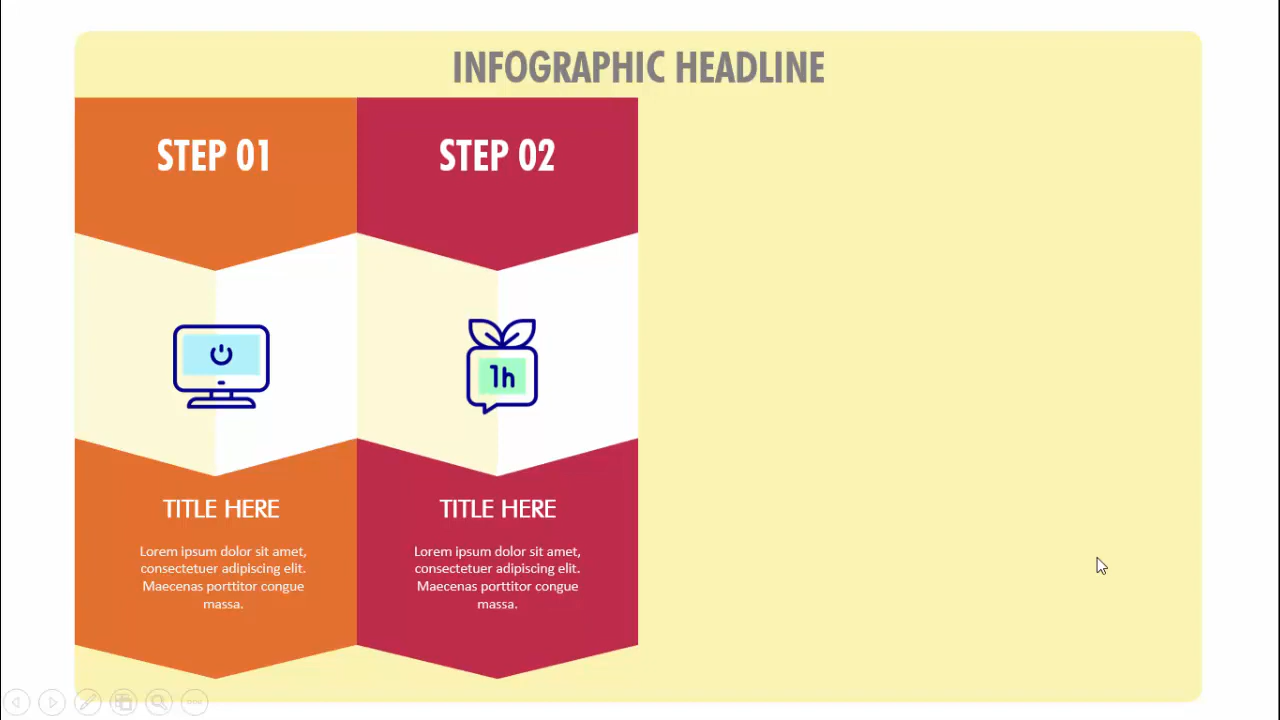 INFOGRAPHIC HEADLINE
STEP 01
STEP 02
1h
TITLE HERE
Lorem ipsum dolor sit amet,
consectetuer adipiscing elit.
Maecenas porttitor congue
massa.
TITLE HERE
Lorem ipsum dolor sit amet,
consectetuer adipiscing elit.
Maecenas porttitor congue
massa.